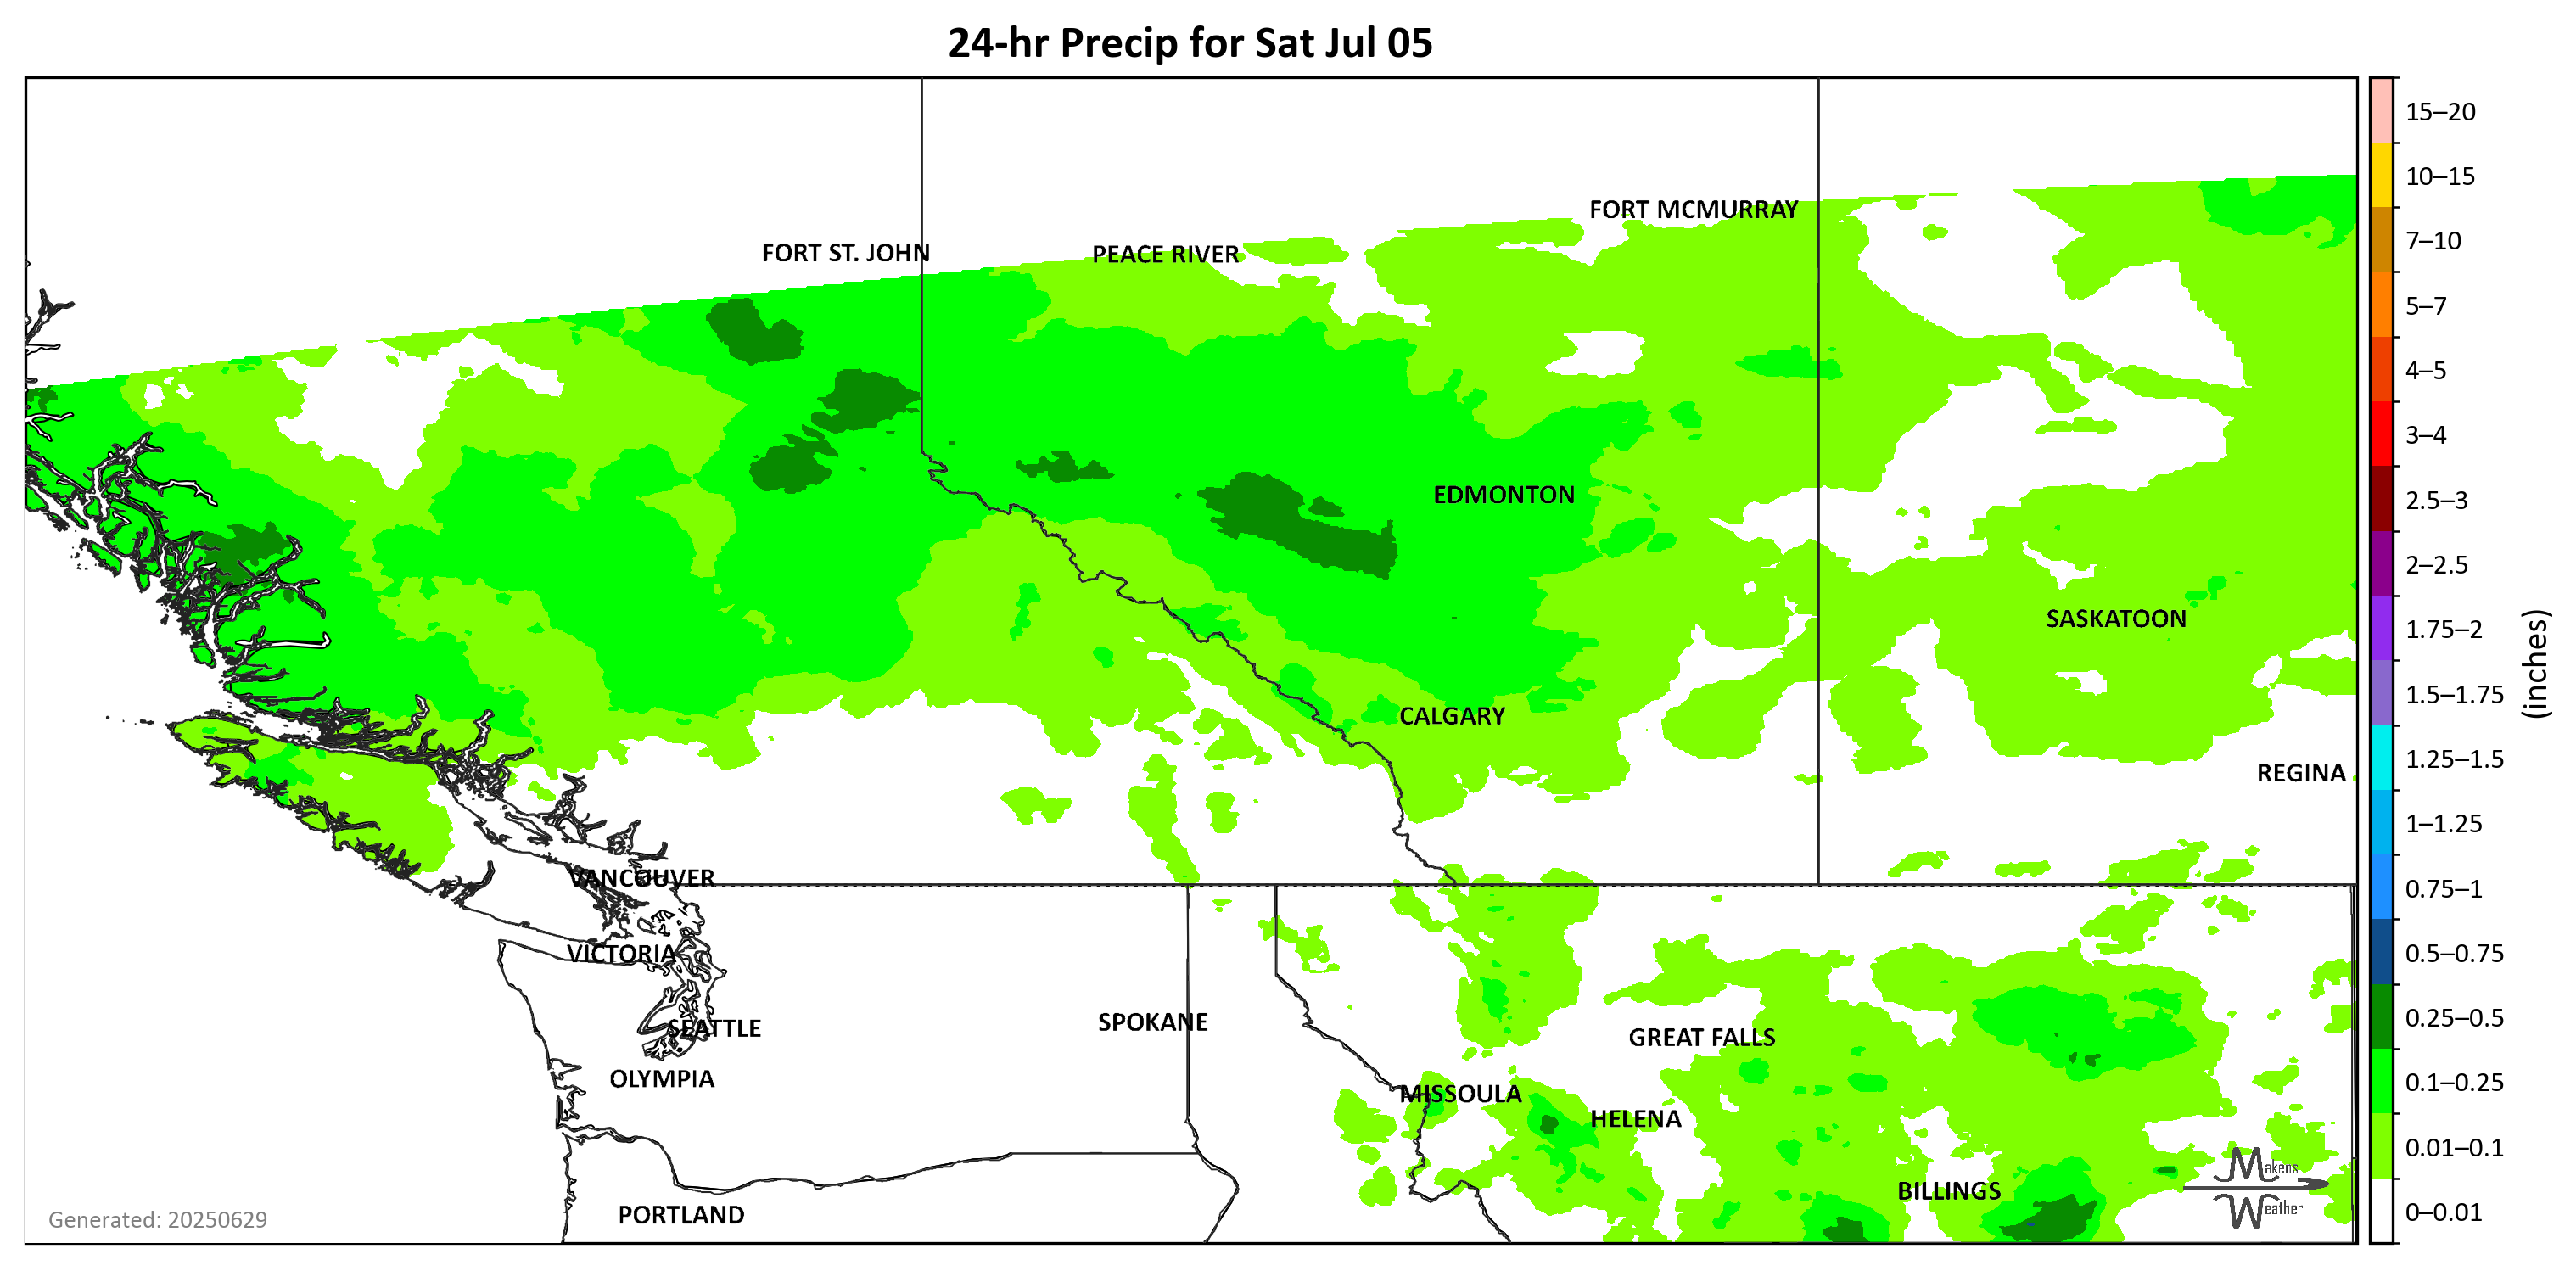 24-hr Precip for Sat Jul 05
15–20
10–15
7–10
5–7
4–5
3–4
2.5–3
2–2.5
1.75–2
1.5–1.75
1.25–1.5
1–1.25
0.75–1
0.5–0.75
0.25–0.5
0.1–0.25
0.01–0.1
0–0.01
(inches)
FORT MCMURRAY
FORT ST. JOHN
PEACE RIVER
EDMONTON
SASKATOON
CALGARY
REGINA
VANCOUVER
VICTORIA
SPOKANE
SEATTLE
GREAT FALLS
OLYMPIA
MISSOULA
HELENA
BILLINGS
PORTLAND
Makens
Weather
Generated: 20250629